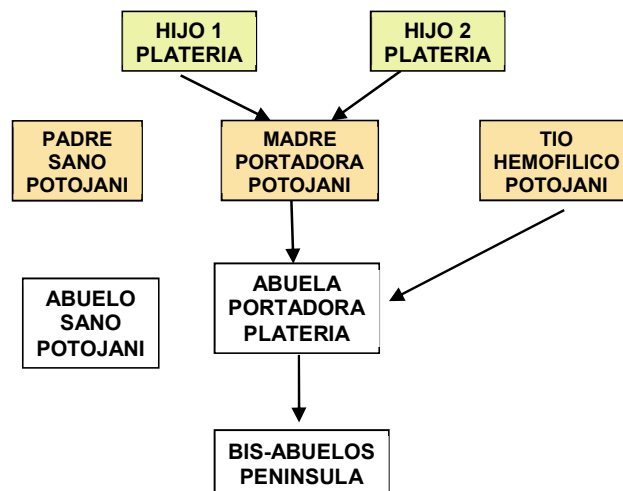 HIJO 1
PLATERIA
HIJO 2
PLATERIA
PADRE
SANO
POTOJANI
MADRE
PORTADORA
POTOJANI
TIO
HEMOFILICO
POTOJANI
ABUELO
SANO
POTOJANI
ABUELA
PORTADORA
PLATERIA
BIS-ABUELOS
PENINSULA